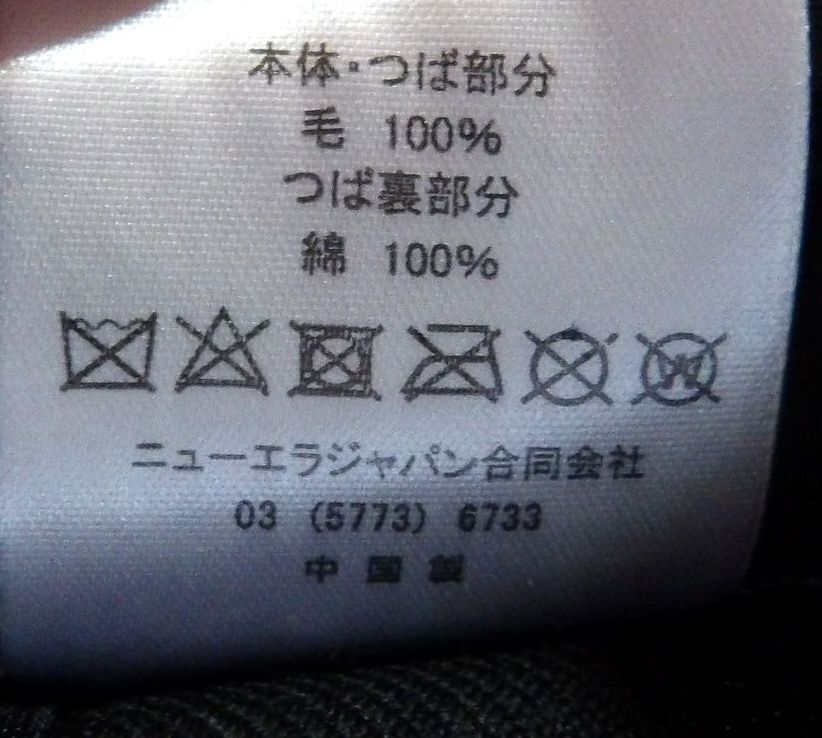 本体・つば部分
毛 100%
つば裏部分
綿 100%
W
ニューエラジャパン合同会社
03 (5773) 6733
中国製